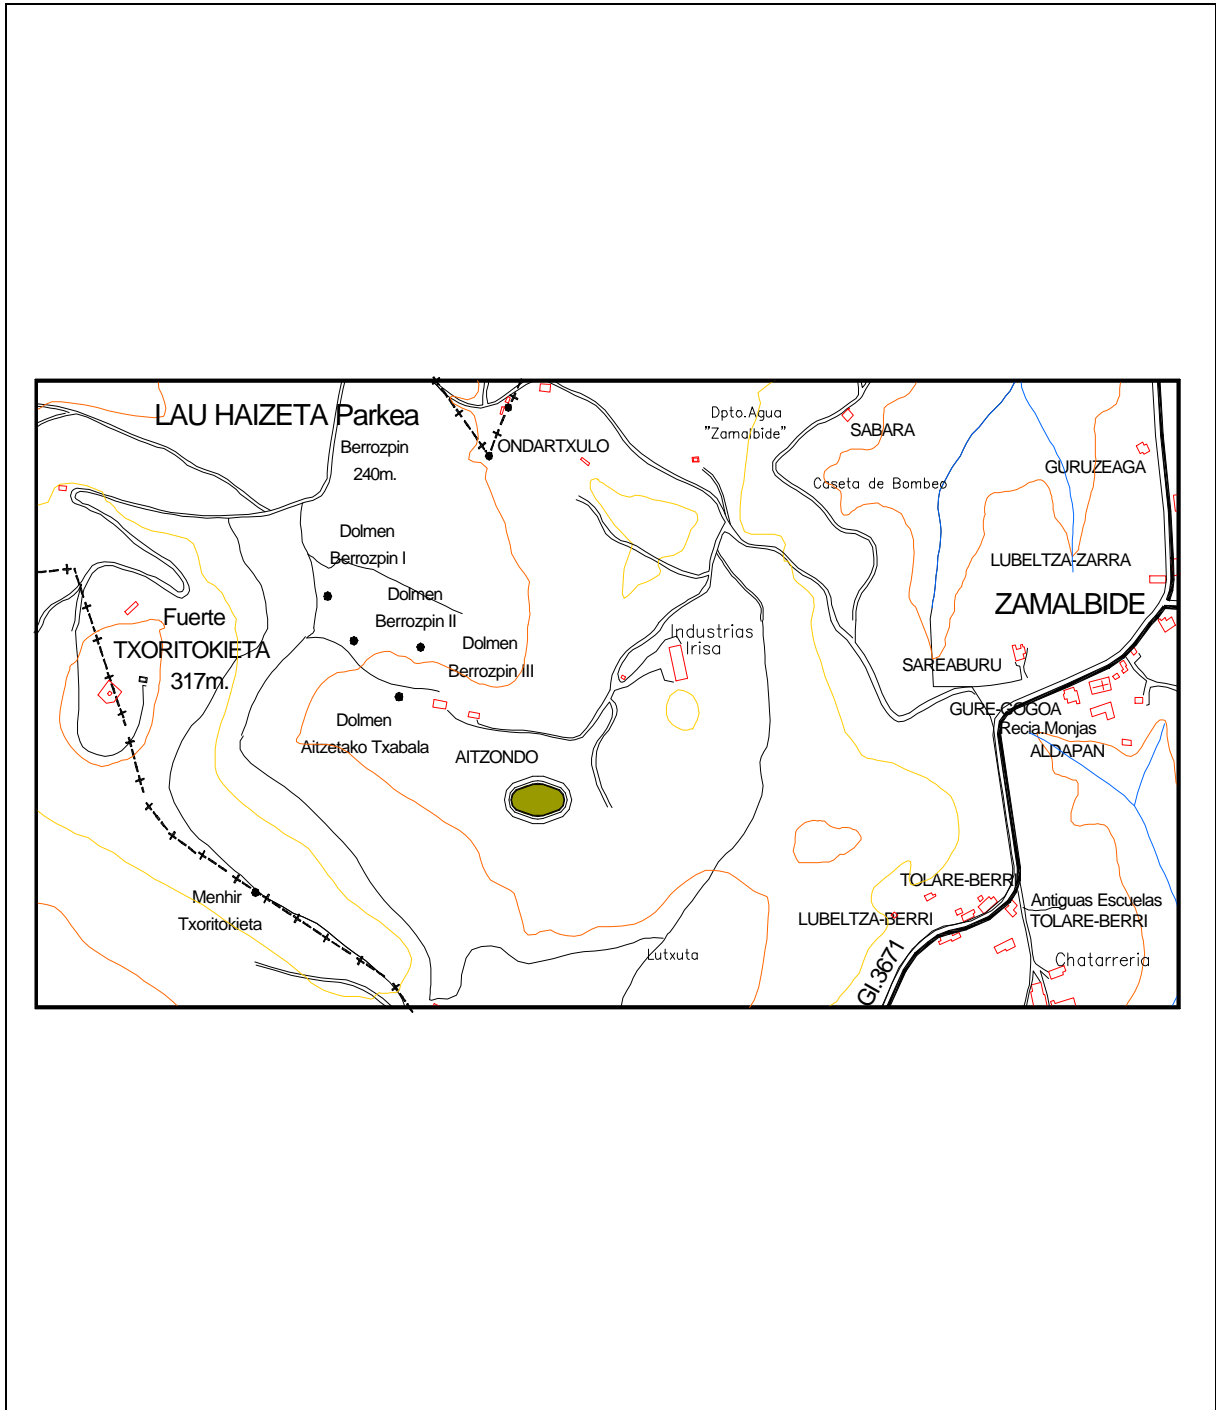 LAU HAIZETA Parkea
Berrozpin
240m.
ONDARTXULO
Dpto.Agua
"Zamalbide"
SABARA
GURUZEAGA
Caseta de Bombeo
Dolmen
Berrozpin I
LUBELTZA-ZARRA
Dolmen
Berrozpin II
ZAMALBIDE
Fuerte
TXORITOKIETA
317m.
Dolmen
Berrozpin III
Industrias
Irisa
SAREABURU
GURE-GOGOA
Recia.Monjas
ALDAPAN
Dolmen
Aitzetako Txabala
AITZONDO
Menhir
Txoritokieta
TOLARE-BERRI
LUBELTZA-BERRI
Antiguas Escuelas
TOLARE-BERRI
Lutxuta
GI.3671
Chatarreria